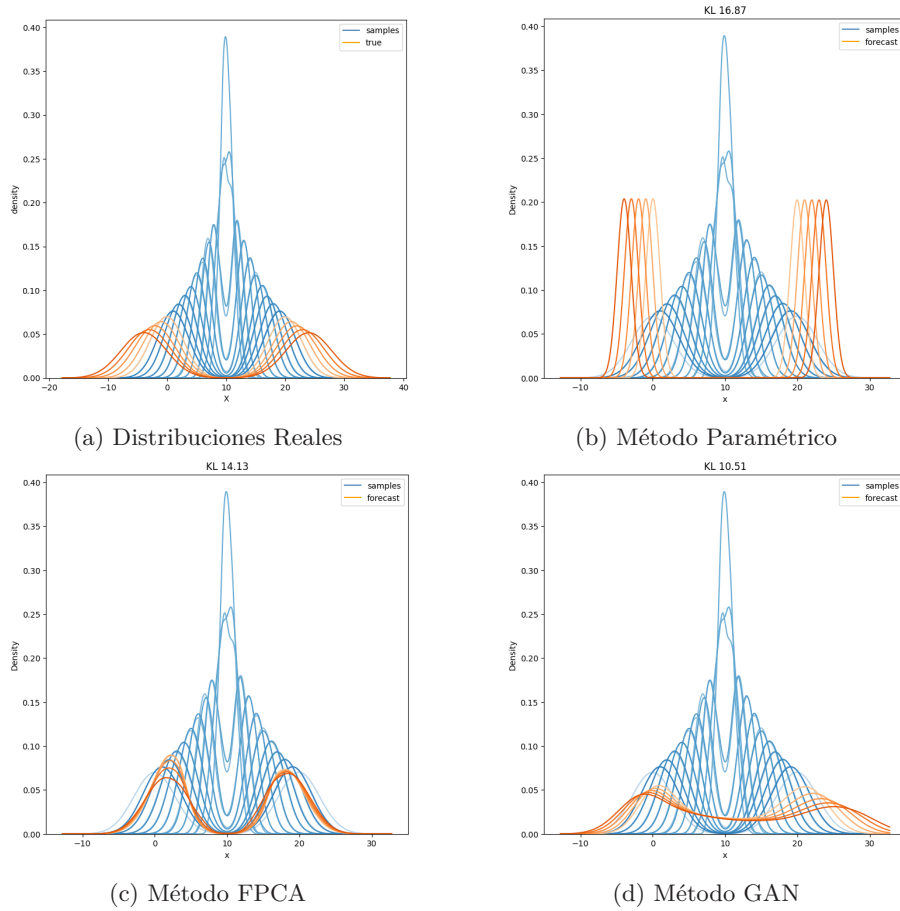 0.40
0.35
0.30
0.25
0.20
0.15
0.10
0.05
0.00
density
−20
−10
0
10
20
30
40
X
samples
true
(a) Distribuciones Reales
KL 16.87
0.40
0.35
0.30
0.25
0.20
0.15
0.10
0.05
0.00
Density
−10
0
10
20
30
x
samples
forecast
(b) Método Paramétrico
KL 14.13
0.40
0.35
0.30
0.25
0.20
0.15
0.10
0.05
0.00
Density
−10
0
10
20
30
x
samples
forecast
(c) Método FPCA
KL 10.51
0.40
0.35
0.30
0.25
0.20
0.15
0.10
0.05
0.00
Density
−10
0
10
20
30
x
samples
forecast
(d) Método GAN